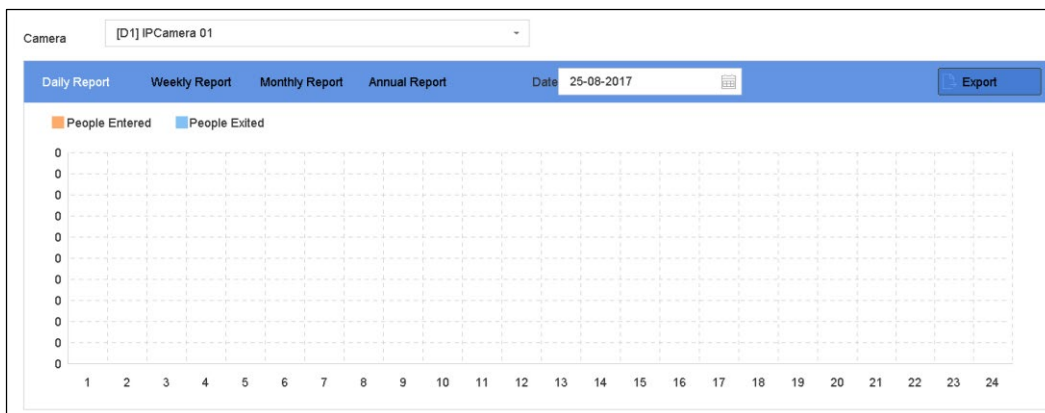 Camera [D1] IPCamera 01
Daily Report Weekly Report Monthly Report Annual Report Date 25-08-2017 Export
People Entered People Exited
0
0
0
0
0
0
0
0
0
0
0
1 2 3 4 5 6 7 8 9 10 11 12 13 14 15 16 17 18 19 20 21 22 23 24